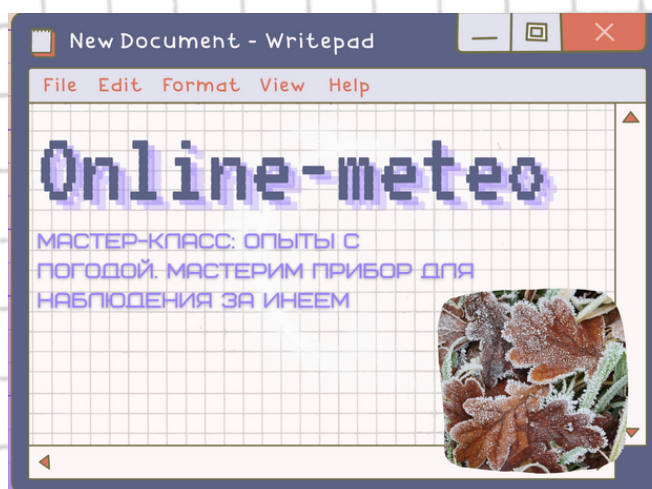 New Document - Writepad
File Edit Format View Help
Online-meteo
МАСТЕР-КЛАСС: ОПЫТЫ С
ПОГОДОЙ. МАСТЕРИМ ПРИБОР ДЛЯ
НАБЛЮДЕНИЯ ЗА ИНЕЕМ